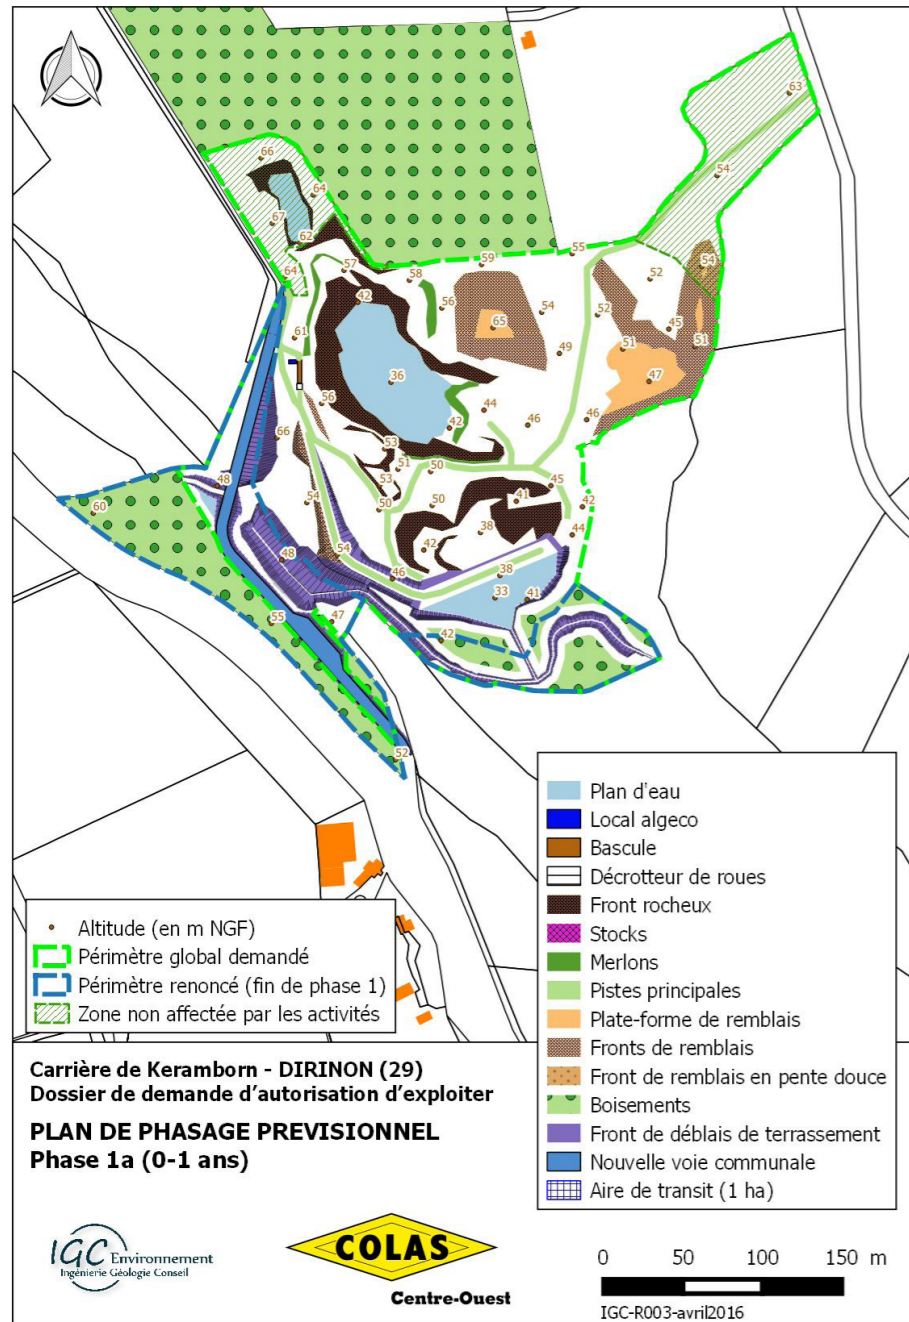 63
66
54
64
67
62
55
59
57
54
64
58
52
42
56
54
52
65
45
61
51
51
49
36
47
56
44
42
46
46
66
53
51
50
53
45
48
41
54
50
50
42
60
38
44
42
54
48
46
38
33
41
55
47
42
52
Plan d'eau
Local algeco
Bascule
Décrotteur de roues
Front rocheux
Stocks
Merlons
Pistes principales
Plate-forme de remblais
Fronts de remblais
Front de remblais en pente douce
Boisements
Front de déblais de terrassement
Nouvelle voie communale
Aire de transit (1 ha)
Altitude (en m NGF)
Périmètre global demandé
Périmètre renoncé (fin de phase 1)
Zone non affectée par les activités
Carrière de Keramborn - DIRINON (29)
Dossier de demande d'autorisation d'exploiter
PLAN DE PHASAGE PREVISIONNEL
Phase 1a (0-1 ans)
IGC Environnement
Ingénierie Géologie Conseil
COLAS
Centre-Ouest
0 50 100 150 m
IGC-R003-avril2016